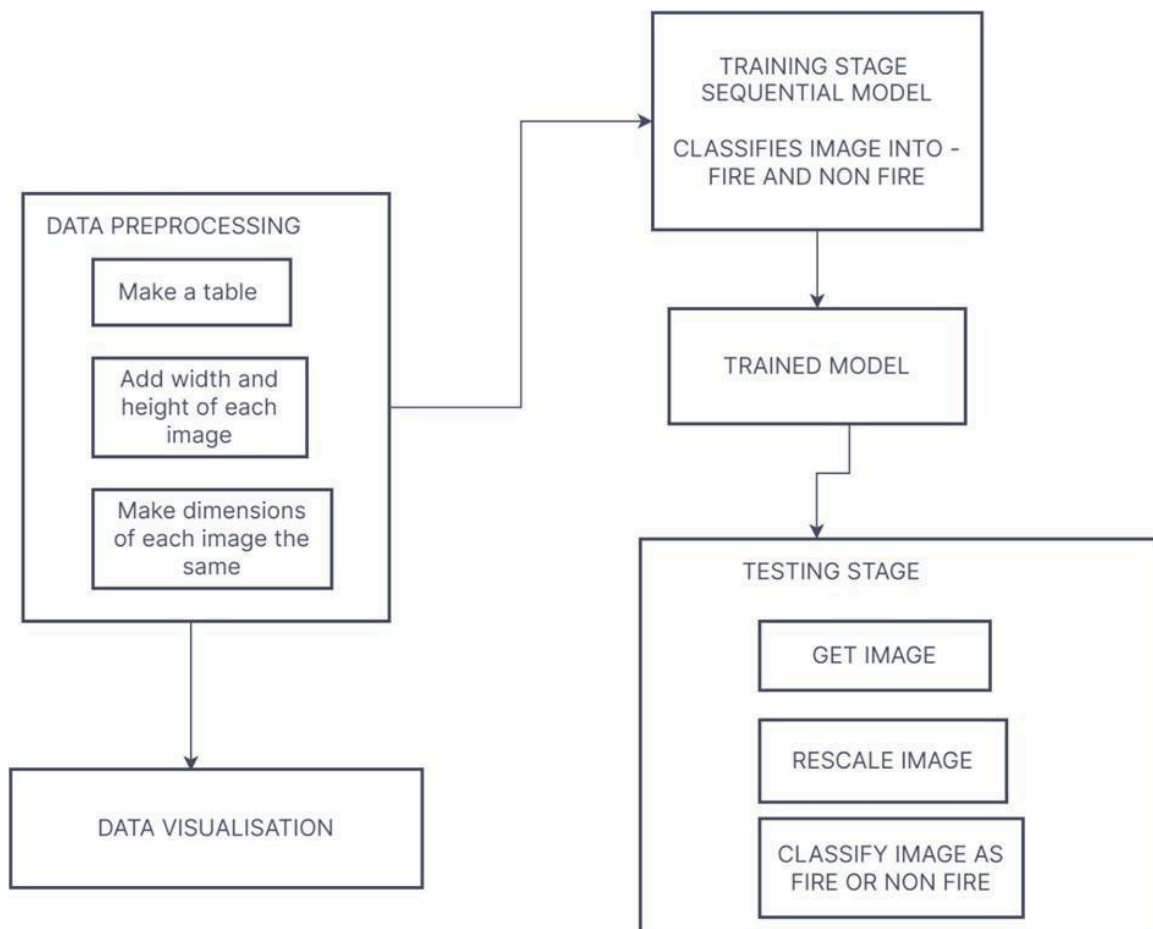 DATA PREPROCESSING
Make a table
Add width and
height of each
image
Make dimensions
of each image the
same
DATA VISUALISATION
TRAINING STAGE
SEQUENTIAL MODEL
CLASSIFIES IMAGE INTO -
FIRE AND NON FIRE
TRAINED MODEL
TESTING STAGE
GET IMAGE
RESCALE IMAGE
CLASSIFY IMAGE AS
FIRE OR NON FIRE